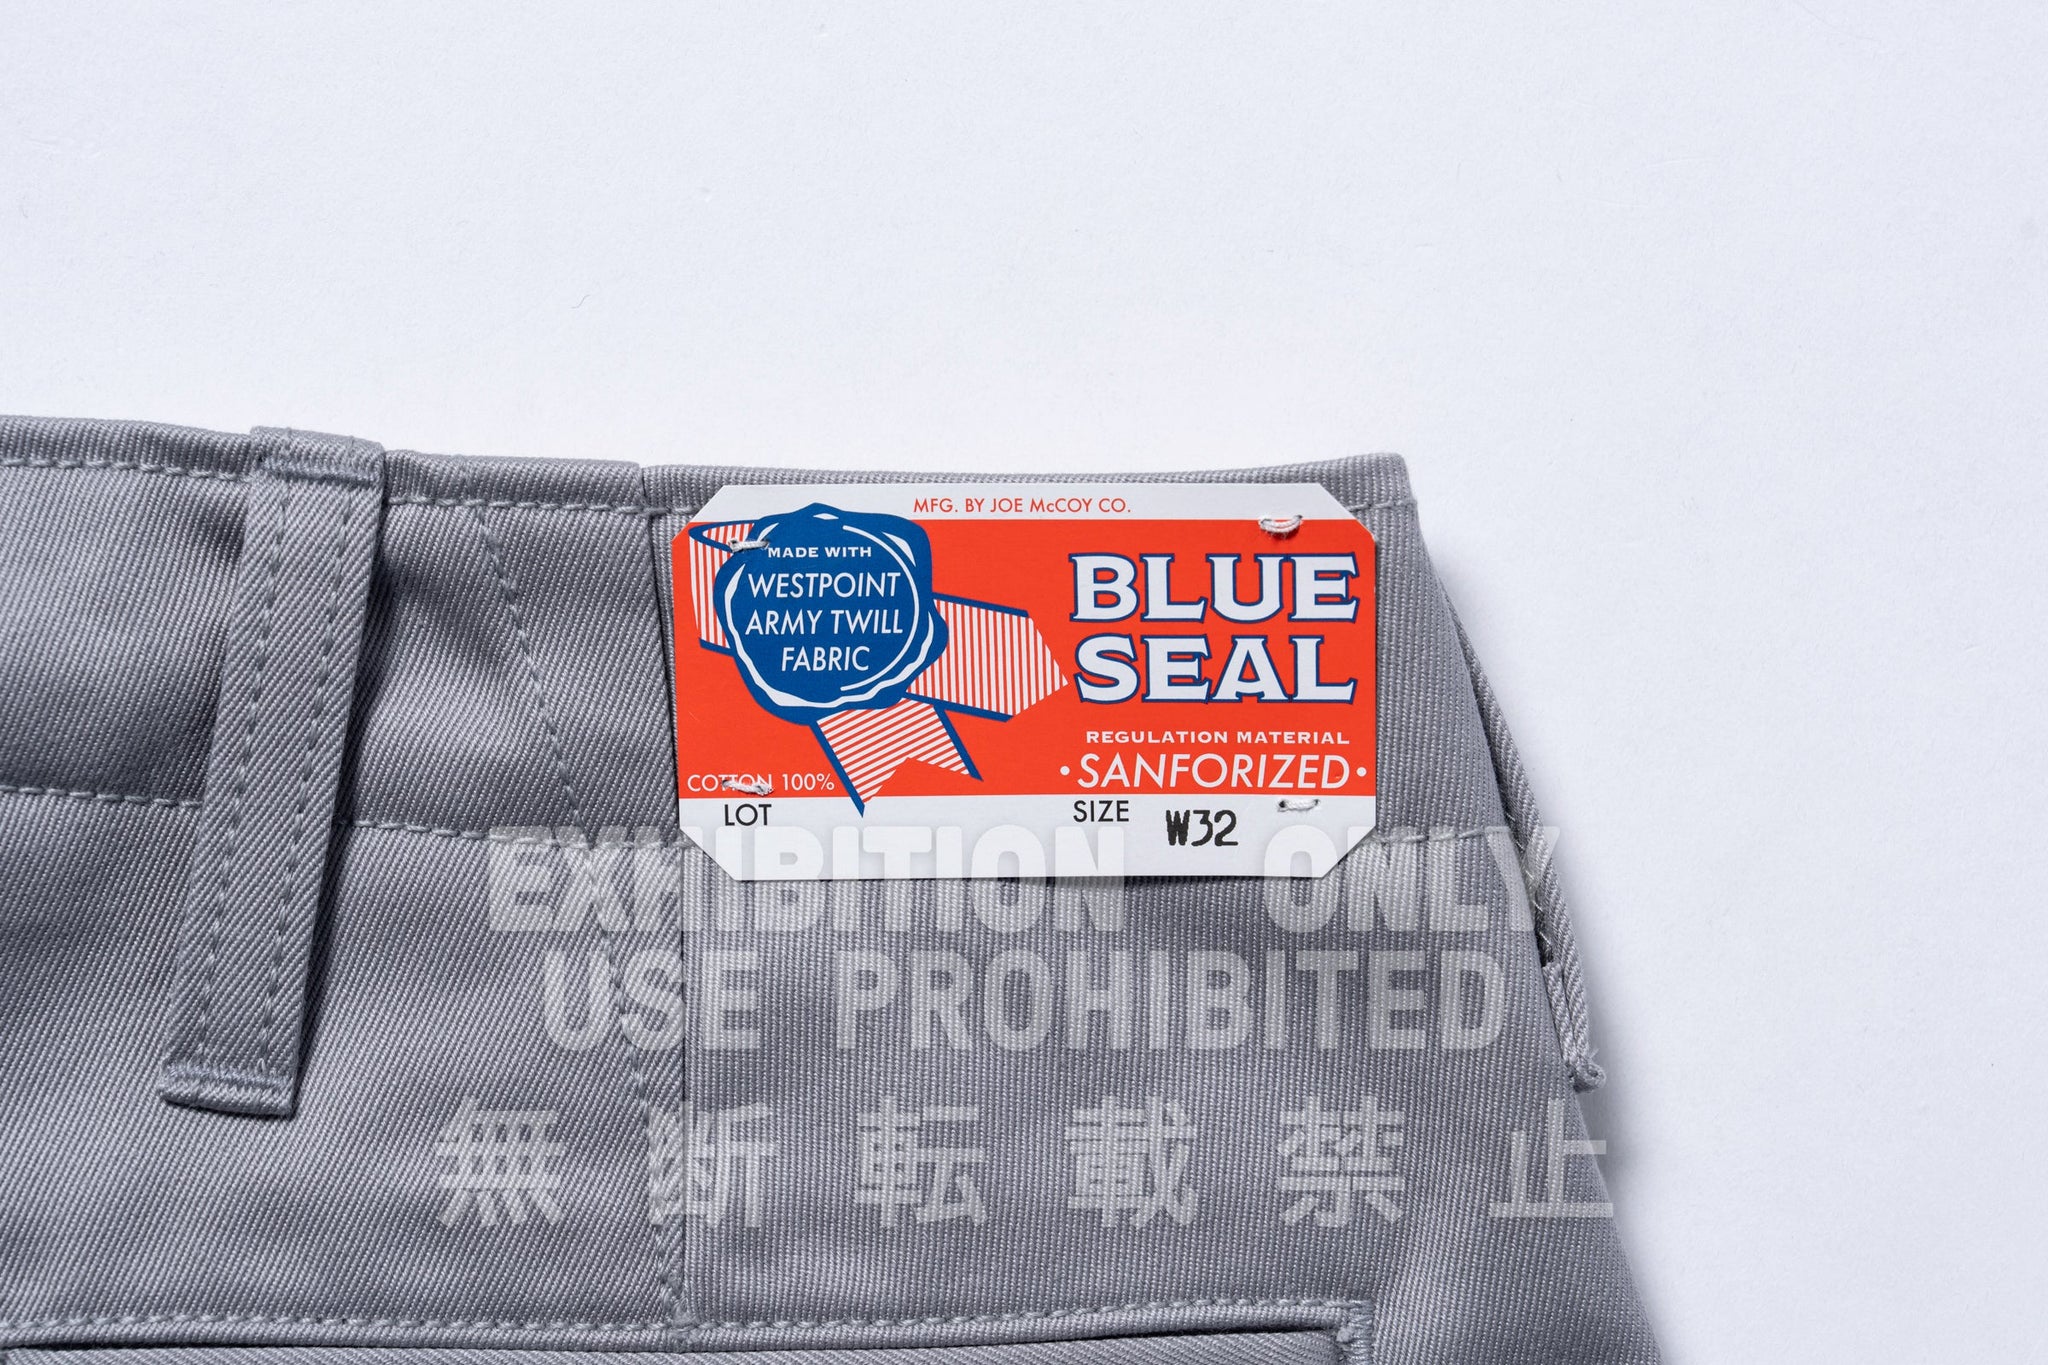 MFG. BY JOE McCOY CO.
MADE WITH
WESTPOINT
ARMY TWILL
FABRIC
BLUE
SEAL
REGULATION MATERIAL
·SANFORIZED·
COTTON 100%
LOT
SIZE W32
EXHIBITION ONLY
USE PROHIBITED
無断転載禁止